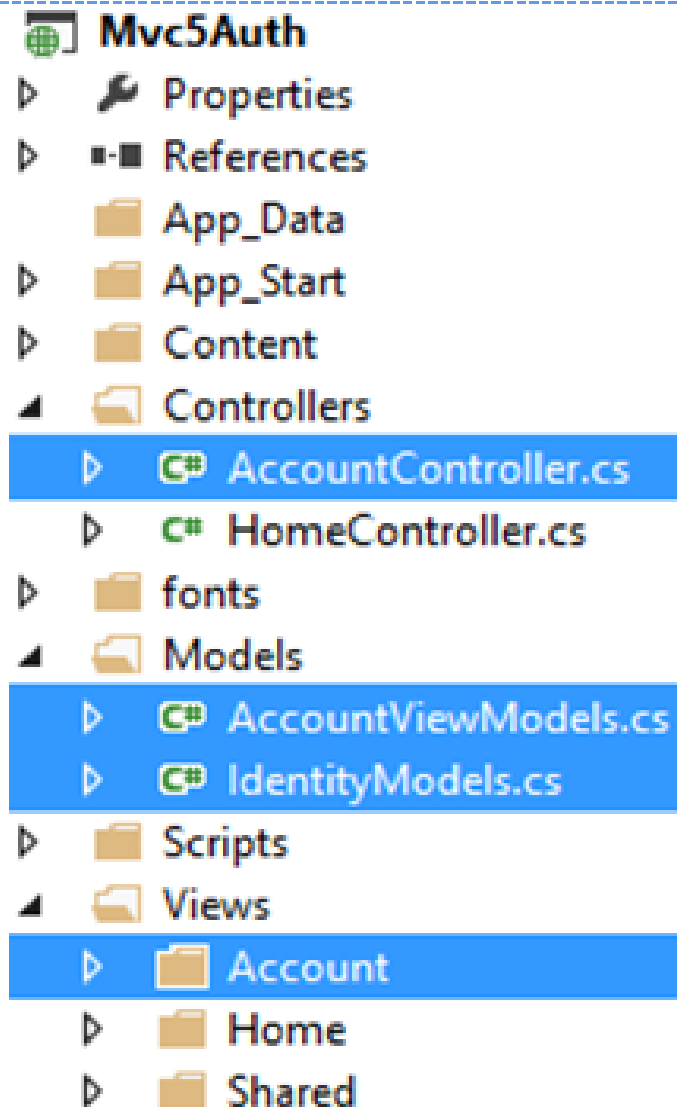 Mvc5Auth
Properties
References
App_Data
App_Start
Content
Controllers
C# AccountController.cs
C# HomeController.cs
fonts
Models
C# AccountViewModels.cs
C# IdentityModels.cs
Scripts
Views
Account
Home
Shared